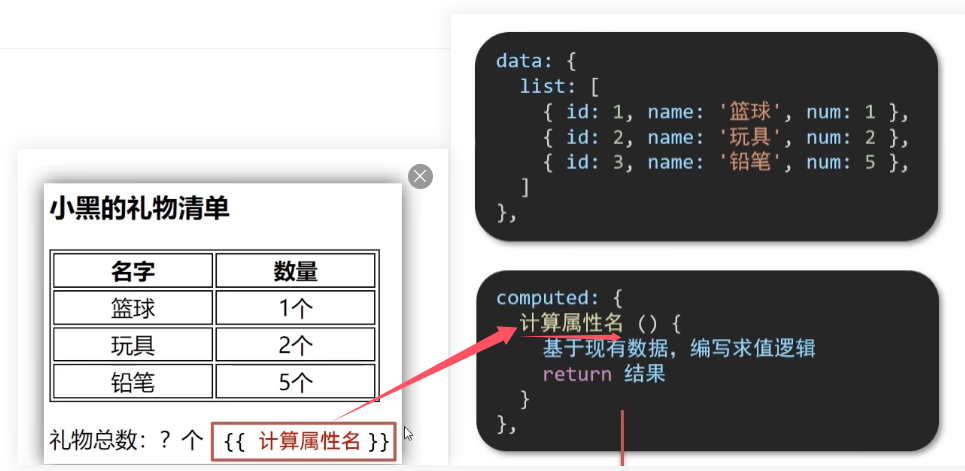 小黑的礼物清单
名字 数量
篮球 1个
玩具 2个
铅笔 5个
礼物总数：？个 {{ 计算属性名 }}
data: {
list: [
{ id: 1, name: '篮球', num: 1 },
{ id: 2, name: '玩具', num: 2 },
{ id: 3, name: '铅笔', num: 5 },
]
},
computed: {
计算属性名 () {
基于现有数据，编写求值逻辑
return 结果
}
},